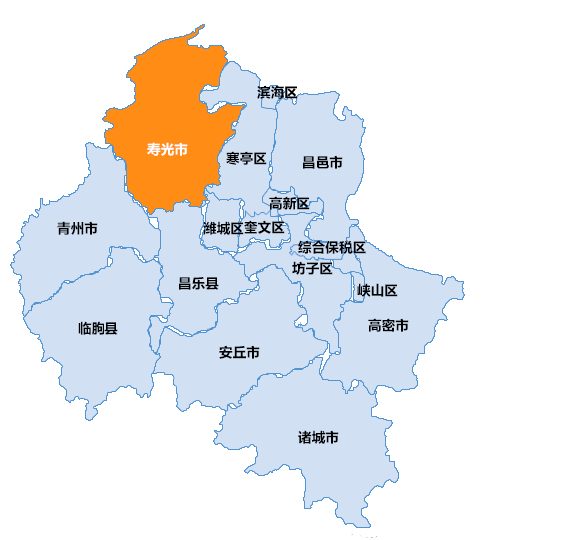 滨海区
寿光市
寒亭区
昌邑市
高新区
青州市
潍城区
奎文区
综合保税区
坊子区
昌乐县
峡山区
临朐县
高密市
安丘市
诸城市